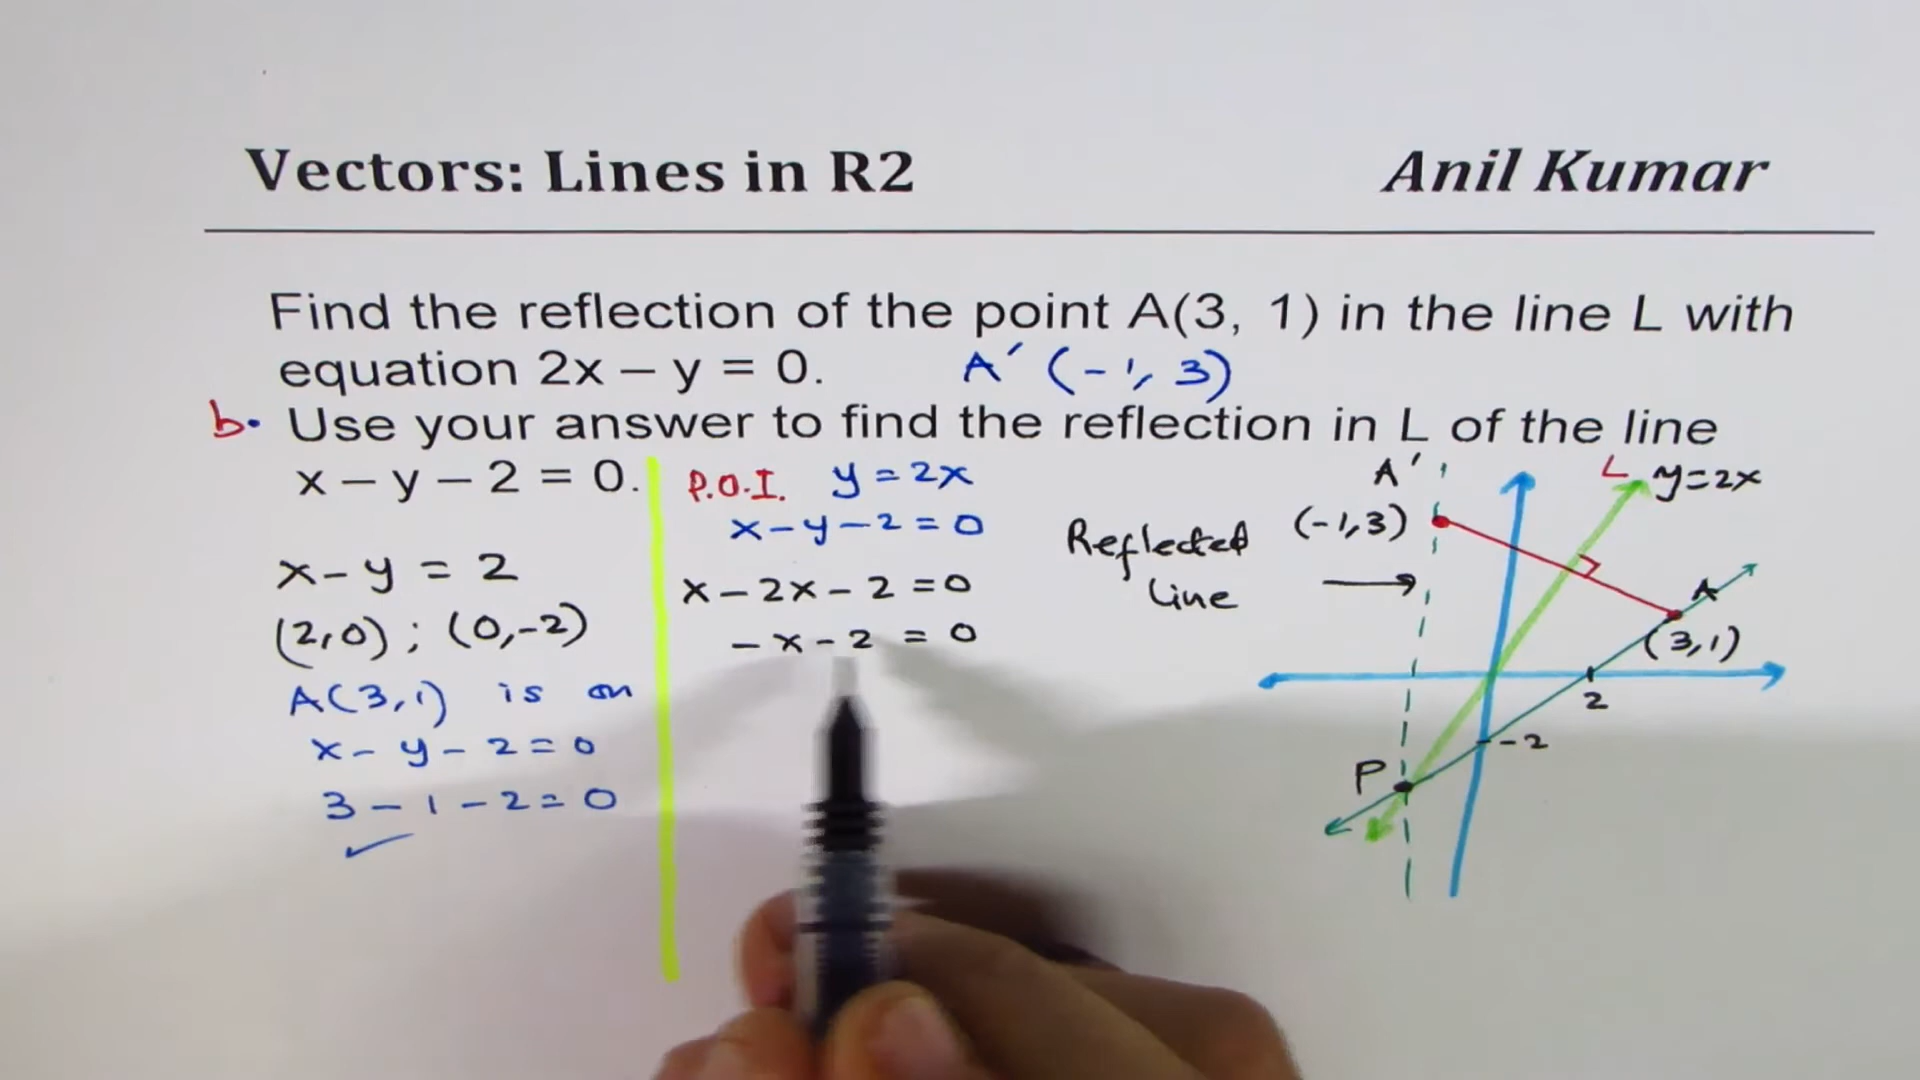 Vectors: Lines in R2
Anil Kumar
Find the reflection of the point A(3, 1) in the line L with
equation 2x – y = 0.
A′ (-1, 3)
b. Use your answer to find the reflection in L of the line
x – y – 2 = 0.
x - y = 2
(2,0) ; (0,-2)
A(3,1) is on
x - y - 2 = 0
3 - 1 - 2 = 0
P.O.I. y = 2x
x - y - 2 = 0
x - 2x - 2 = 0
- x - 2 = 0
Reflected
Line
A′
(-1,3)
L y=2x
A
(3,1)
2
-2
P